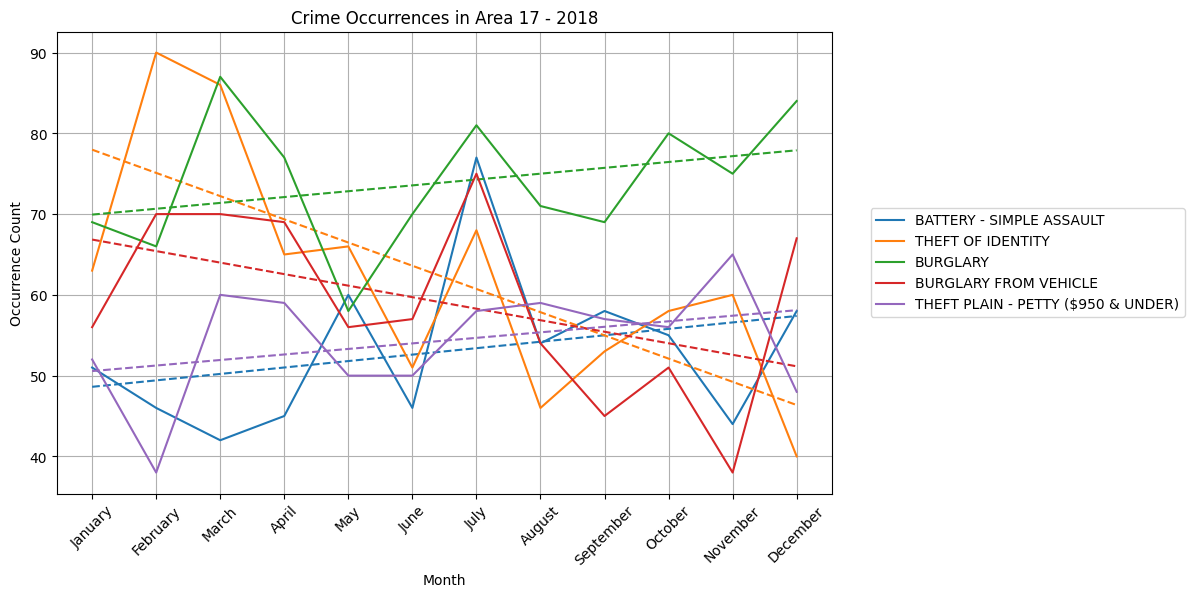 Crime Occurrences in Area 17 - 2018
Occurrence Count
90
80
70
60
50
40
January
February
March
April
May
June
July
August
September
October
November
December
Month
BATTERY - SIMPLE ASSAULT
THEFT OF IDENTITY
BURGLARY
BURGLARY FROM VEHICLE
THEFT PLAIN - PETTY ($950 & UNDER)